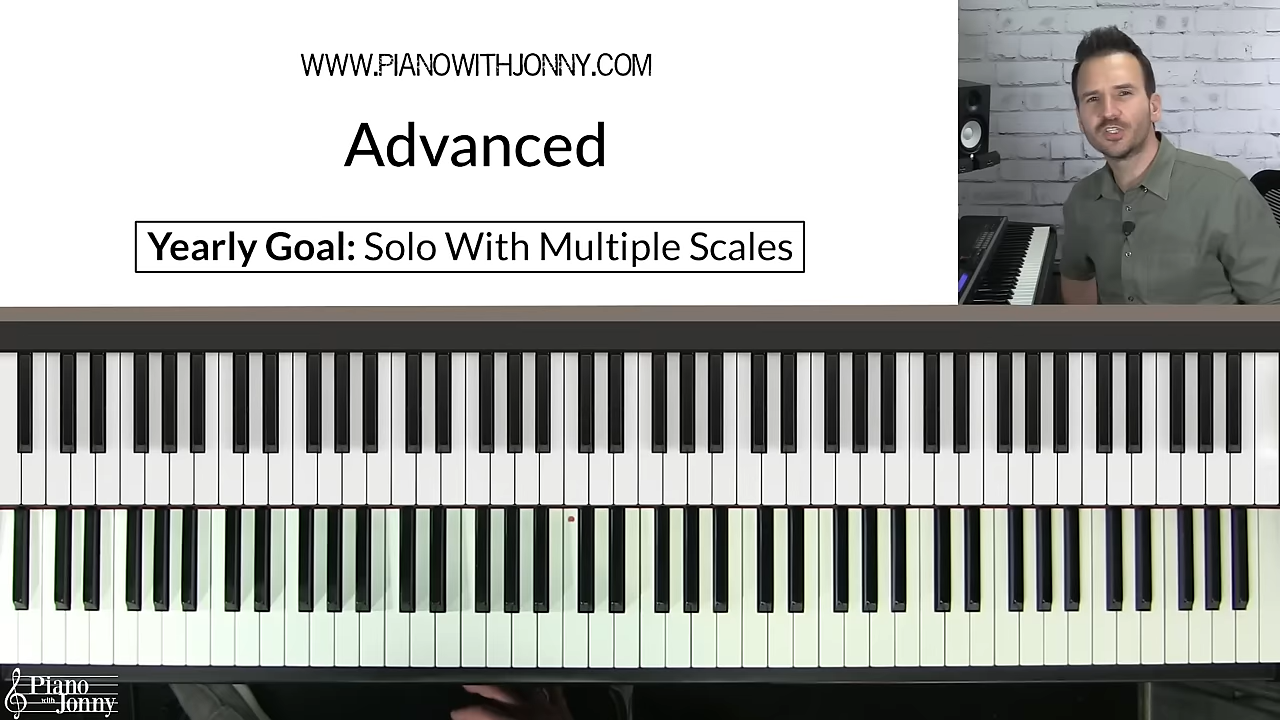 WWW.PIANOWITHJONNY.COM
Advanced
Yearly Goal: Solo With Multiple Scales
Piano
with
Jonny